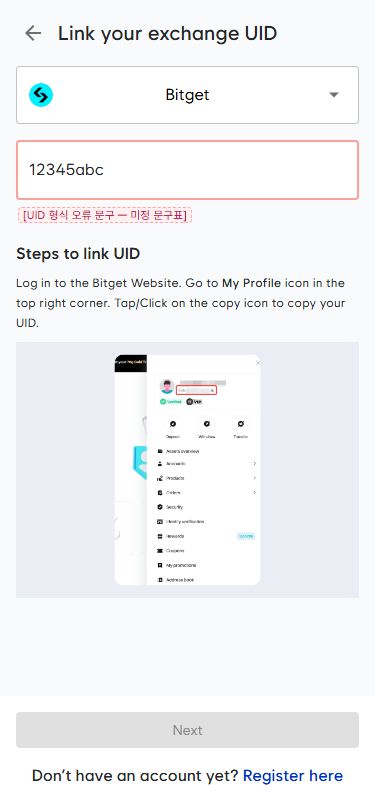 Link your exchange UID
Bitget
12345abc
[UID 형식 오류 문구 — 미정 문구표]
Steps to link UID
Log in to the Bitget Website. Go to My Profile icon in the
top right corner. Tap/Click on the copy icon to copy your
UID.
Verified
VIP
Deposit
Withdraw
Transfer
Assets overview
Accounts
Products
Orders
Security
Identity verification
Rewards
Coupons
My promotions
Address book
Next
Don’t have an account yet? Register here